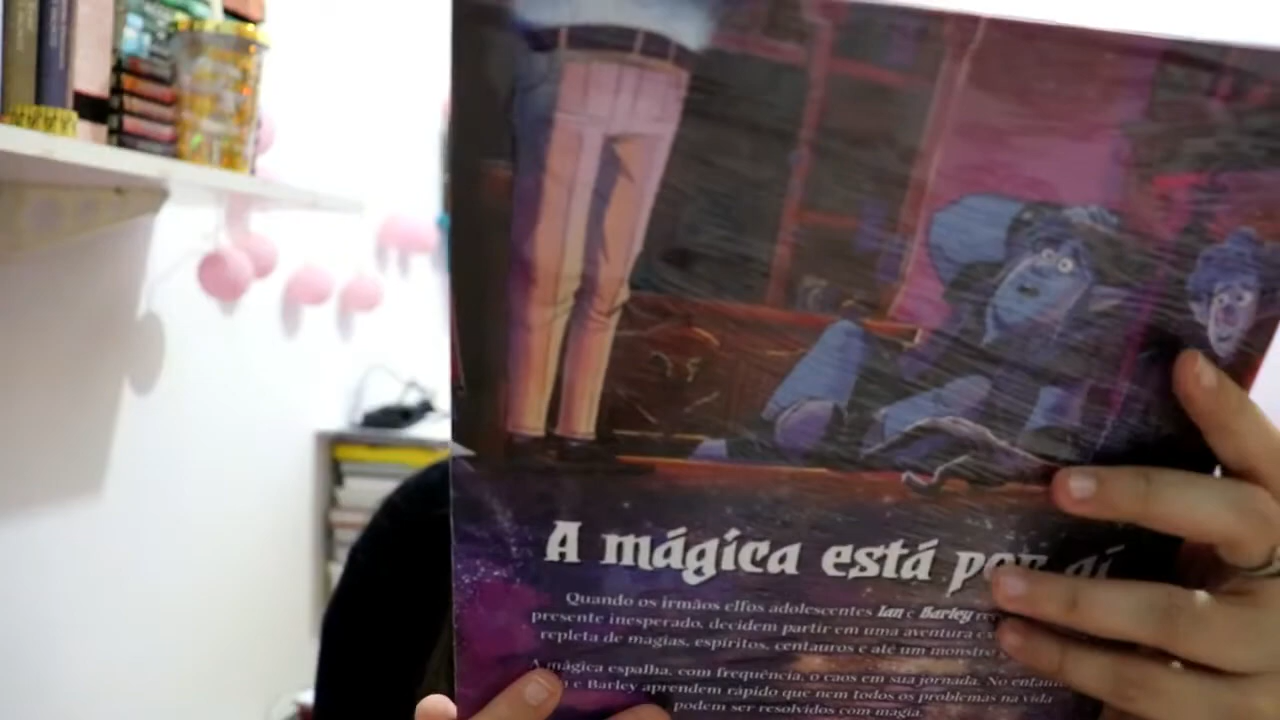 A mágica está por aí
Quando os irmãos elfos adolescentes Ian e Barley
presente inesperado, decidem partir em uma aventura
repleta de magias, espíritos, centauros e até um monstro
A mágica espalha, com frequência, o caos em sua jornada. No entanto
e Barley aprendem rápido que nem todos os problemas na vida
podem ser resolvidos com magia.